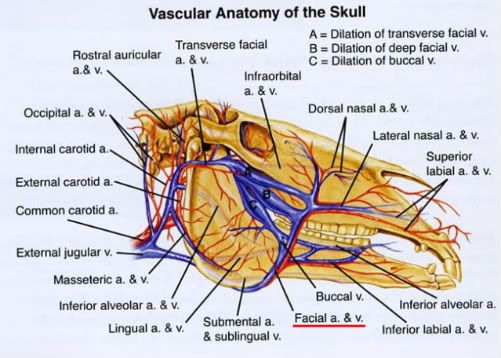 Vascular Anatomy of the Skull
A = Dilation of transverse facial v.
B = Dilation of deep facial v.
C = Dilation of buccal v.
Transverse facial
a. & v.
Rostral auricular
a.& v.
Infraorbital
a. & v.
Occipital a. & v.
Dorsal nasal a.& v.
Lateral nasal a. & v.
Internal carotid a.
Superior
labial a. & v.
External carotid a.
Common carotid a.
A
B
C
External jugular v.
Masseteric a. & v.
Inferior alveolar a. & v.
Lingual a. & v.
Submental a.
& sublingual v.
Facial a. & v.
Buccal v.
Inferior alveolar a.
Inferior labial a. & v.